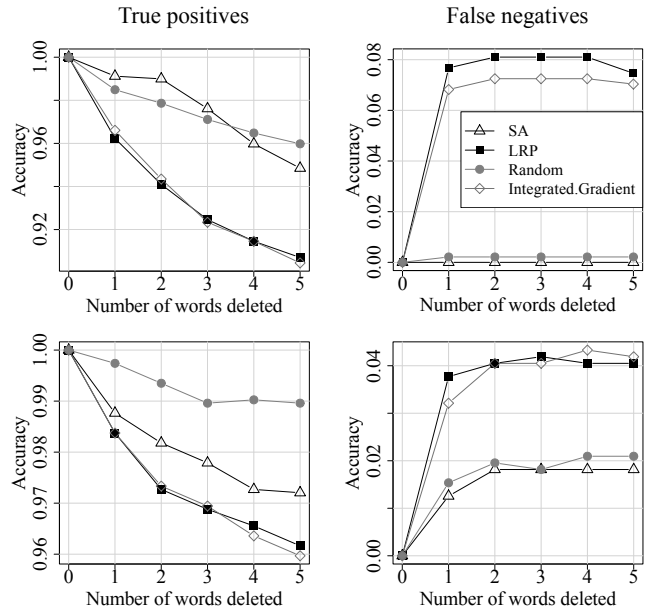 True positives
False negatives
Accuracy
1.00
0.96
0.92
0 1 2 3 4 5
Number of words deleted
Accuracy
0.08
0.06
0.04
0.02
0.00
SA
LRP
Random
Integrated.Gradient
0 1 2 3 4 5
Number of words deleted
Accuracy
1.00
0.99
0.98
0.97
0.96
0 1 2 3 4 5
Number of words deleted
Accuracy
0.04
0.02
0.00
0 1 2 3 4 5
Number of words deleted